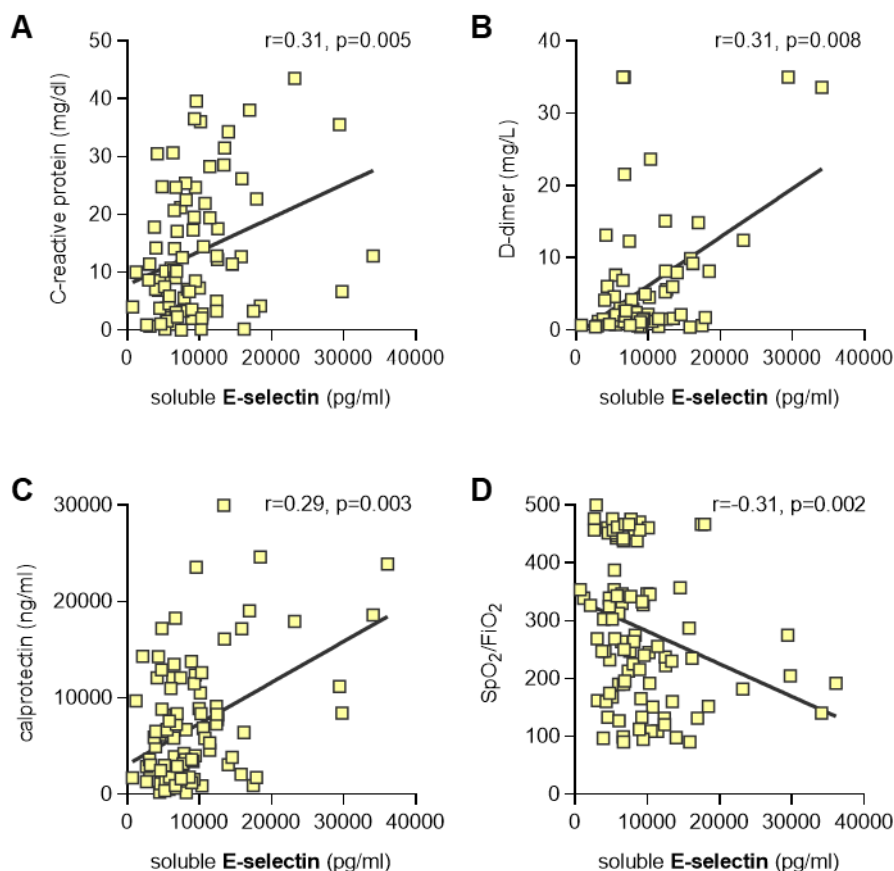 A
r=0.31, p=0.005
C-reactive protein (mg/dl)
50
40
30
20
10
0
0 10000 20000 30000 40000
soluble E-selectin (pg/ml)
B
r=0.31, p=0.008
D-dimer (mg/L)
40
30
20
10
0
0 10000 20000 30000 40000
soluble E-selectin (pg/ml)
C
r=0.29, p=0.003
calprotectin (ng/ml)
30000
20000
10000
0
0 10000 20000 30000 40000
soluble E-selectin (pg/ml)
D
r=-0.31, p=0.002
SpO₂/FiO₂
500
400
300
200
100
0
0 10000 20000 30000 40000
soluble E-selectin (pg/ml)